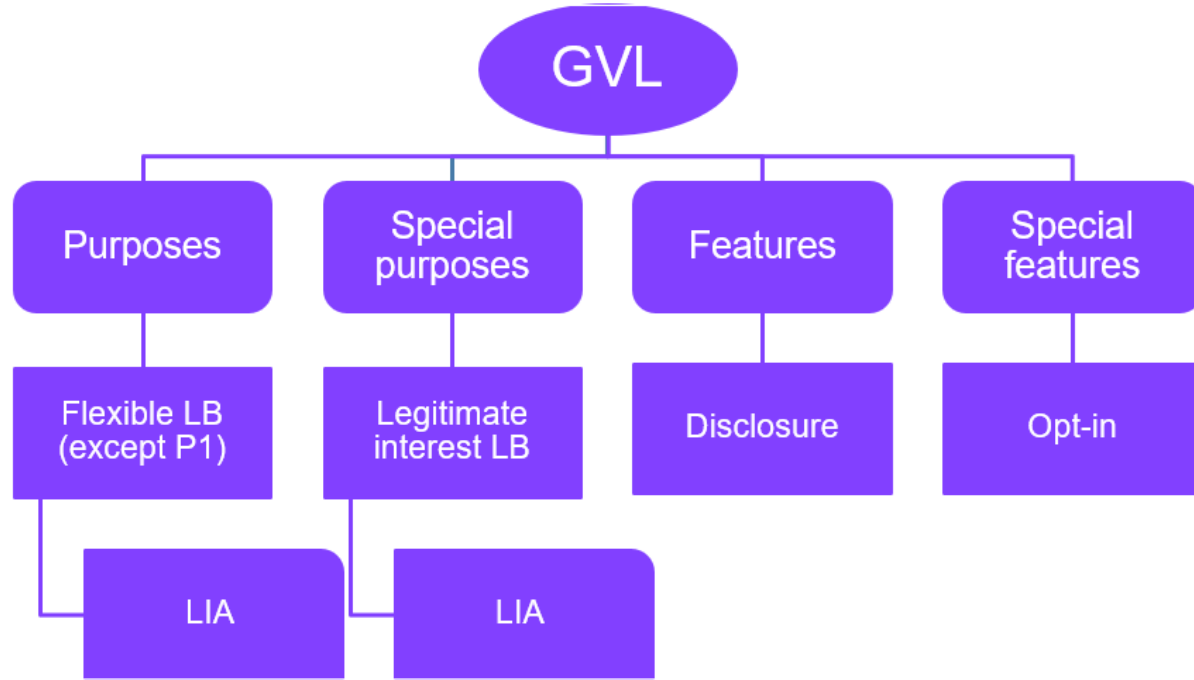 GVL
Purposes
Special
purposes
Features
Special
features
Flexible LB
(except P1)
Legitimate
interest LB
Disclosure
Opt-in
LIA
LIA